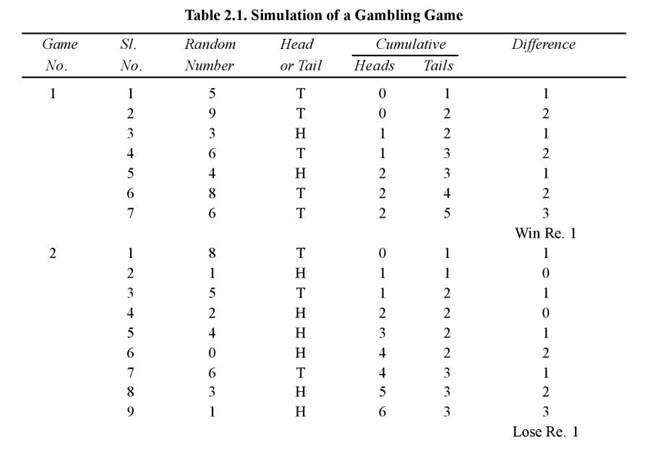 Table 2.1. Simulation of a Gambling Game
Game Sl. Random Head Cumulative Difference
No. No. Number or Tail Heads Tails
1 1 5 T 0 1 1
2 9 T 0 2 2
3 3 H 1 2 1
4 6 T 1 3 2
5 4 H 2 3 1
6 8 T 2 4 2
7 6 T 2 5 3
Win Re. 1
2 1 8 T 0 1 1
2 1 H 1 1 0
3 5 T 1 2 1
4 2 H 2 2 0
5 4 H 3 2 1
6 0 H 4 2 2
7 6 T 4 3 1
8 3 H 5 3 2
9 1 H 6 3 3
Lose Re. 1